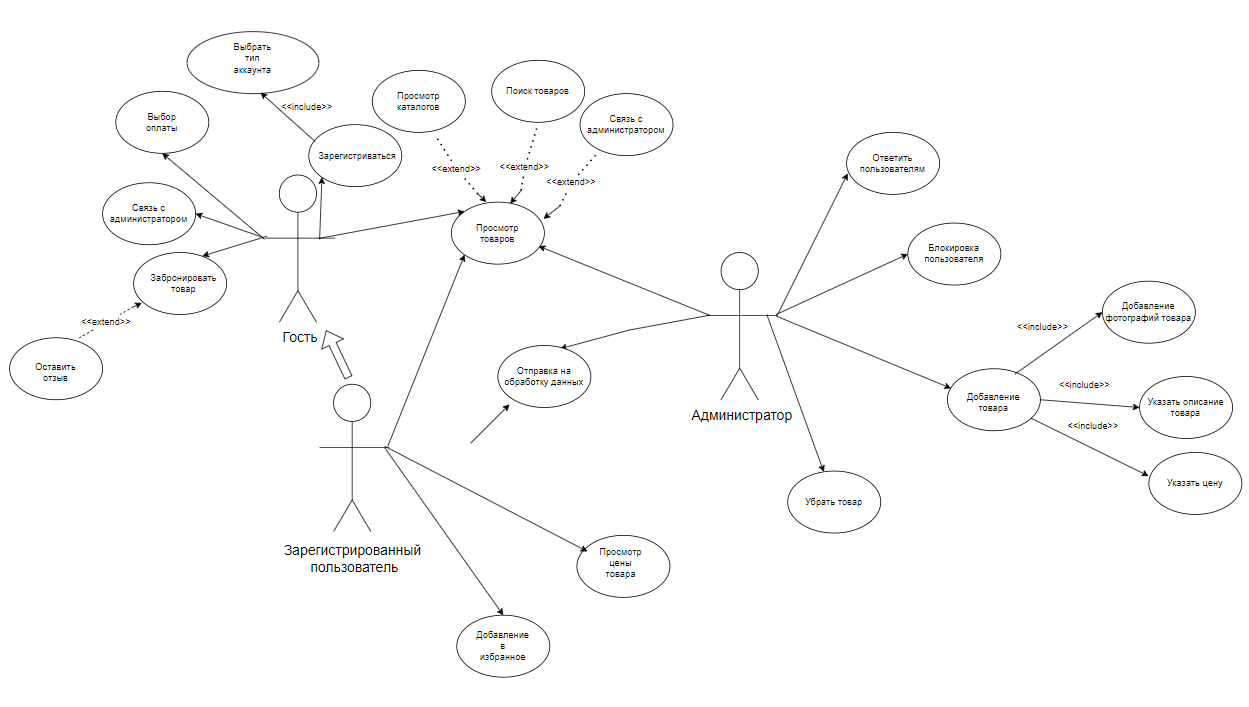 Выбрать
тип
аккаунта
<<include>>
Просмотр
каталогов
Поиск товаров
Связь с
администратором
Выбор
оплаты
Зарегистриваться
Ответить
пользователям
<<extend>>
<<extend>>
<<extend>>
Связь с
администратором
Просмотр
товаров
Блокировка
пользователя
Забронировать
товар
<<extend>>
Гость
Добавление
фотографий товара
<<include>>
Оставить
отзыв
Отправка на
обработку данных
Администратор
Добавление
товара
<<include>>
Указать описание
товара
<<include>>
Указать цену
Убрать товар
Зарегистрированный
пользователь
Просмотр
цены
товара
Добавление
в
избранное